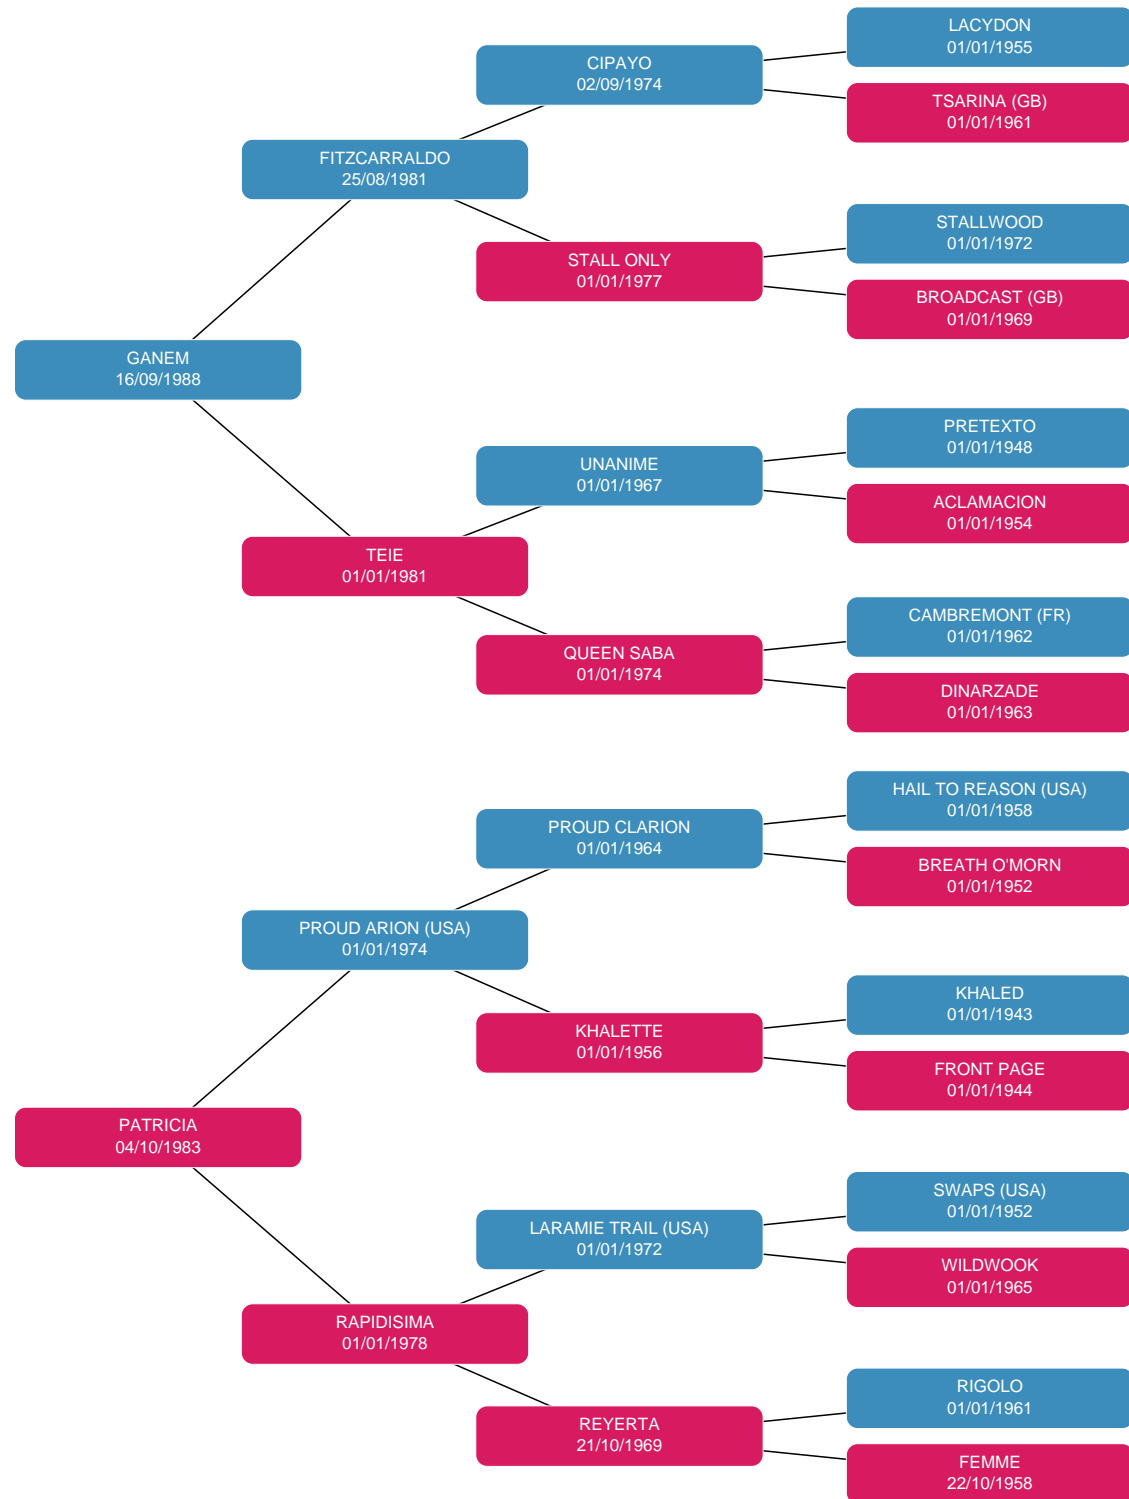 LACYDON
01/01/1955
CIPAYO
02/09/1974
TSARINA (GB)
01/01/1961
FITZCARRALDO
25/08/1981
STALLWOOD
01/01/1972
STALL ONLY
01/01/1977
BROADCAST (GB)
01/01/1969
GANEM
16/09/1988
PRETEXTO
01/01/1948
UNANIME
01/01/1967
ACLAMACION
01/01/1954
TEIE
01/01/1981
CAMBREMONT (FR)
01/01/1962
QUEEN SABA
01/01/1974
DINARZADE
01/01/1963
HAIL TO REASON (USA)
01/01/1958
PROUD CLARION
01/01/1964
BREATH O'MORN
01/01/1952
PROUD ARION (USA)
01/01/1974
KHALED
01/01/1943
KHALETTE
01/01/1956
FRONT PAGE
01/01/1944
PATRICIA
04/10/1983
SWAPS (USA)
01/01/1952
LARAMIE TRAIL (USA)
01/01/1972
WILDWOOK
01/01/1965
RAPIDISIMA
01/01/1978
RIGOLO
01/01/1961
REYERTA
21/10/1969
FEMME
22/10/1958